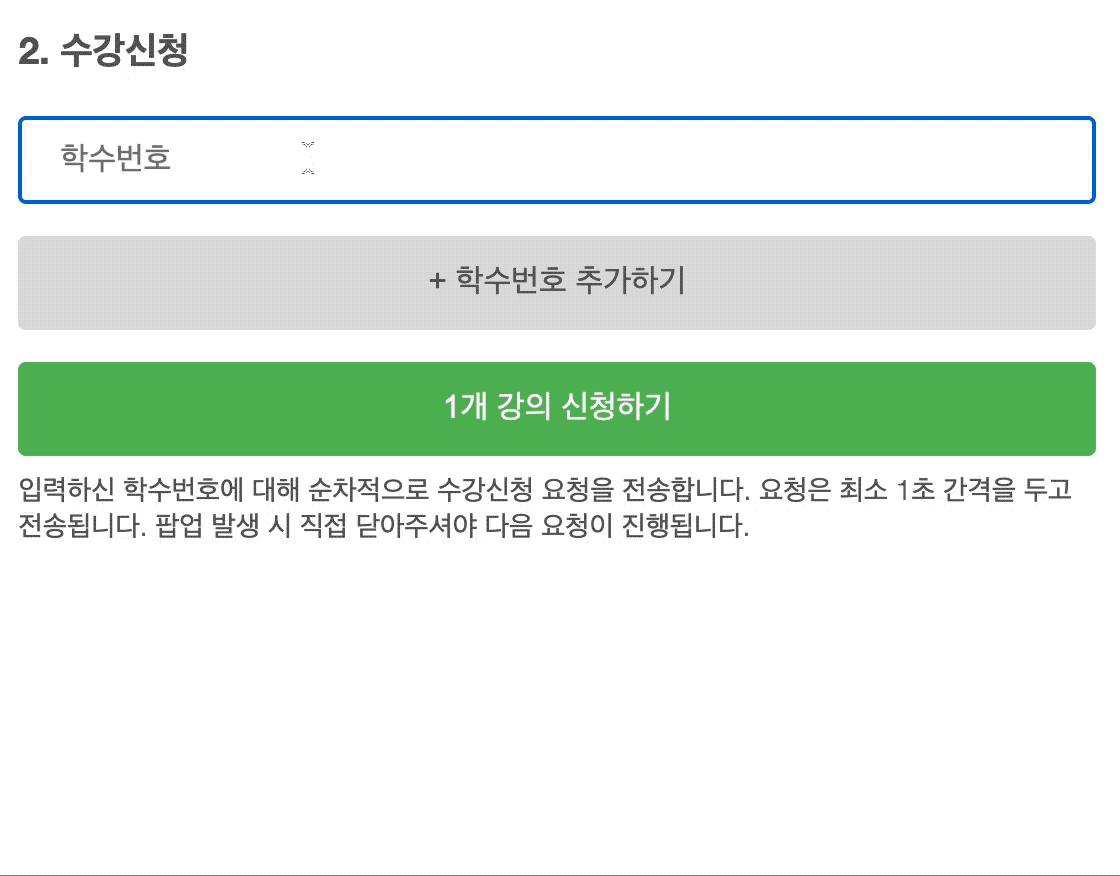 2. 수강신청
학수번호
+ 학수번호 추가하기
1개 강의 신청하기
입력하신 학수번호에 대해 순차적으로 수강신청 요청을 전송합니다. 요청은 최소 1초 간격을 두고
전송됩니다. 팝업 발생 시 직접 닫아주셔야 다음 요청이 진행됩니다.